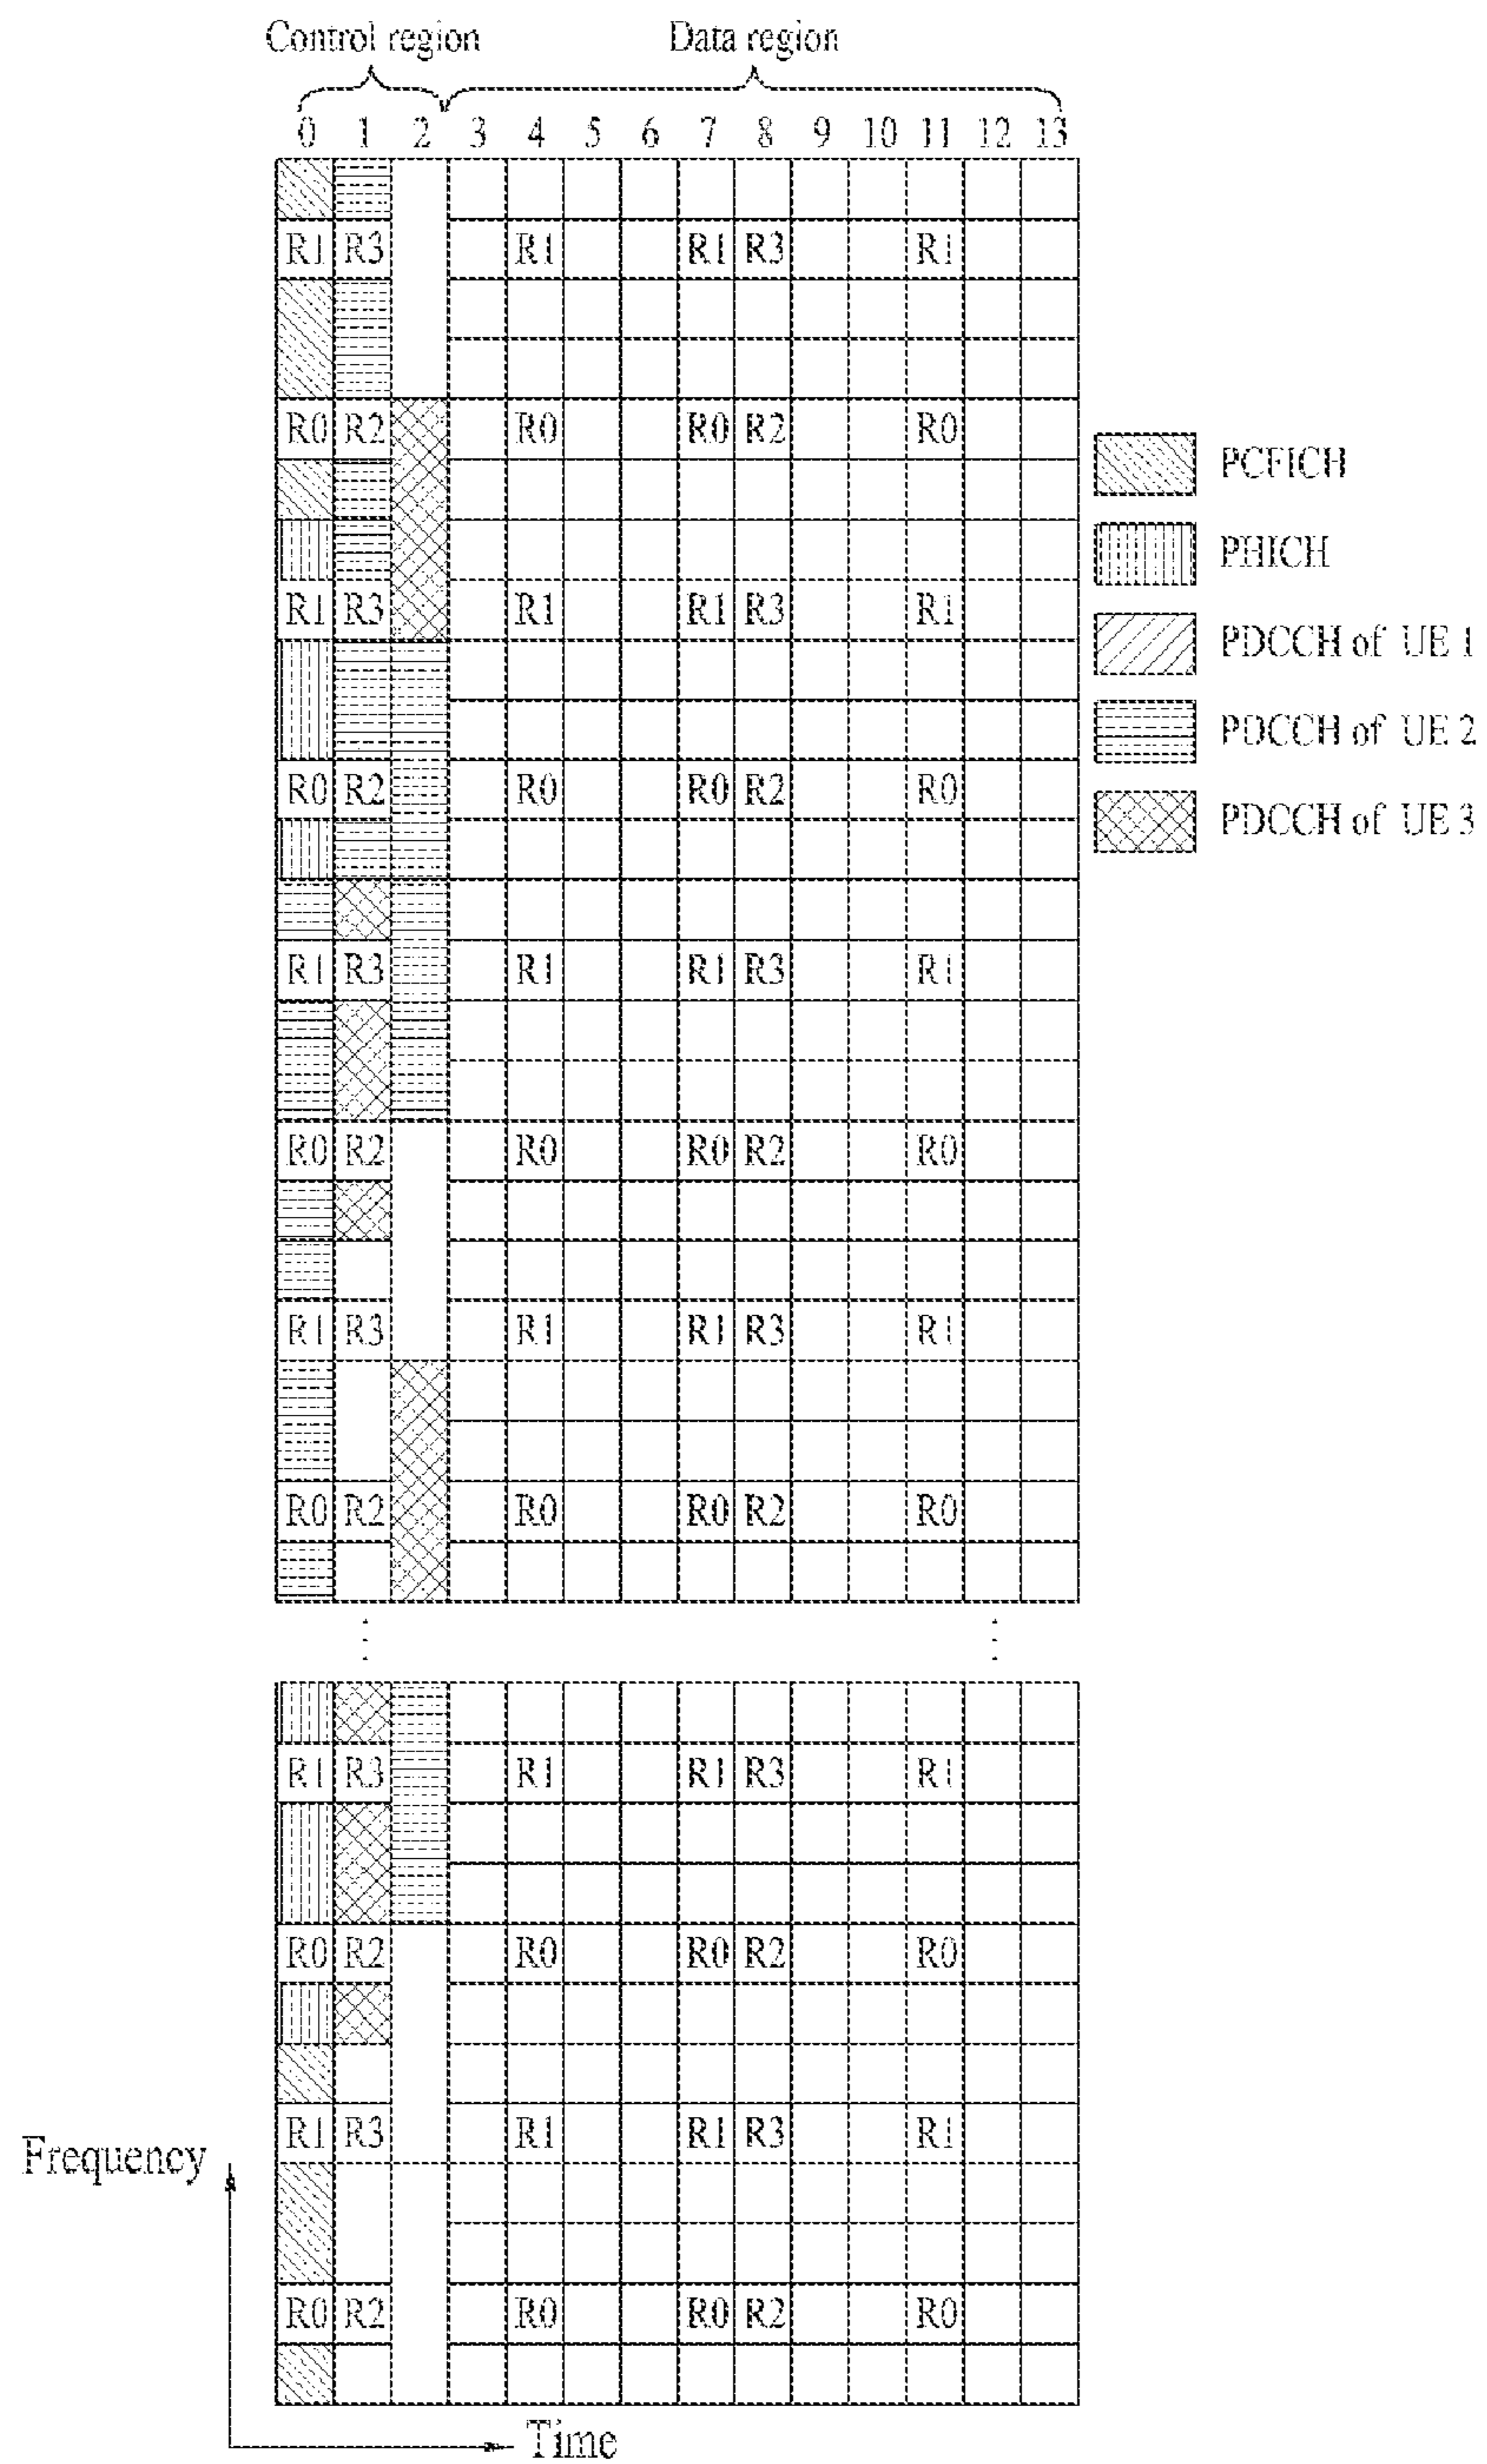 Control region Data region
0 1 2 3 4 5 6 7 8 9 10 11 12 13
R1 R3 R1 R1 R3 R1
R0 R2 R0 R0 R2 R0
PCFICH
PHICH
R1 R3 R1 R1 R3 R1
PDCCH of UE 1
PDCCH of UE 2
R0 R2 R0 R0 R2 R0
PDCCH of UE 3
R1 R3 R1 R1 R3 R1
R0 R2 R0 R0 R2 R0
R1 R3 R1 R1 R3 R1
R0 R2 R0 R0 R2 R0
R1 R3 R1 R1 R3 R1
R0 R2 R0 R0 R2 R0
R1 R3 R1 R1 R3 R1
Frequency
R0 R2 R0 R0 R2 R0
Time